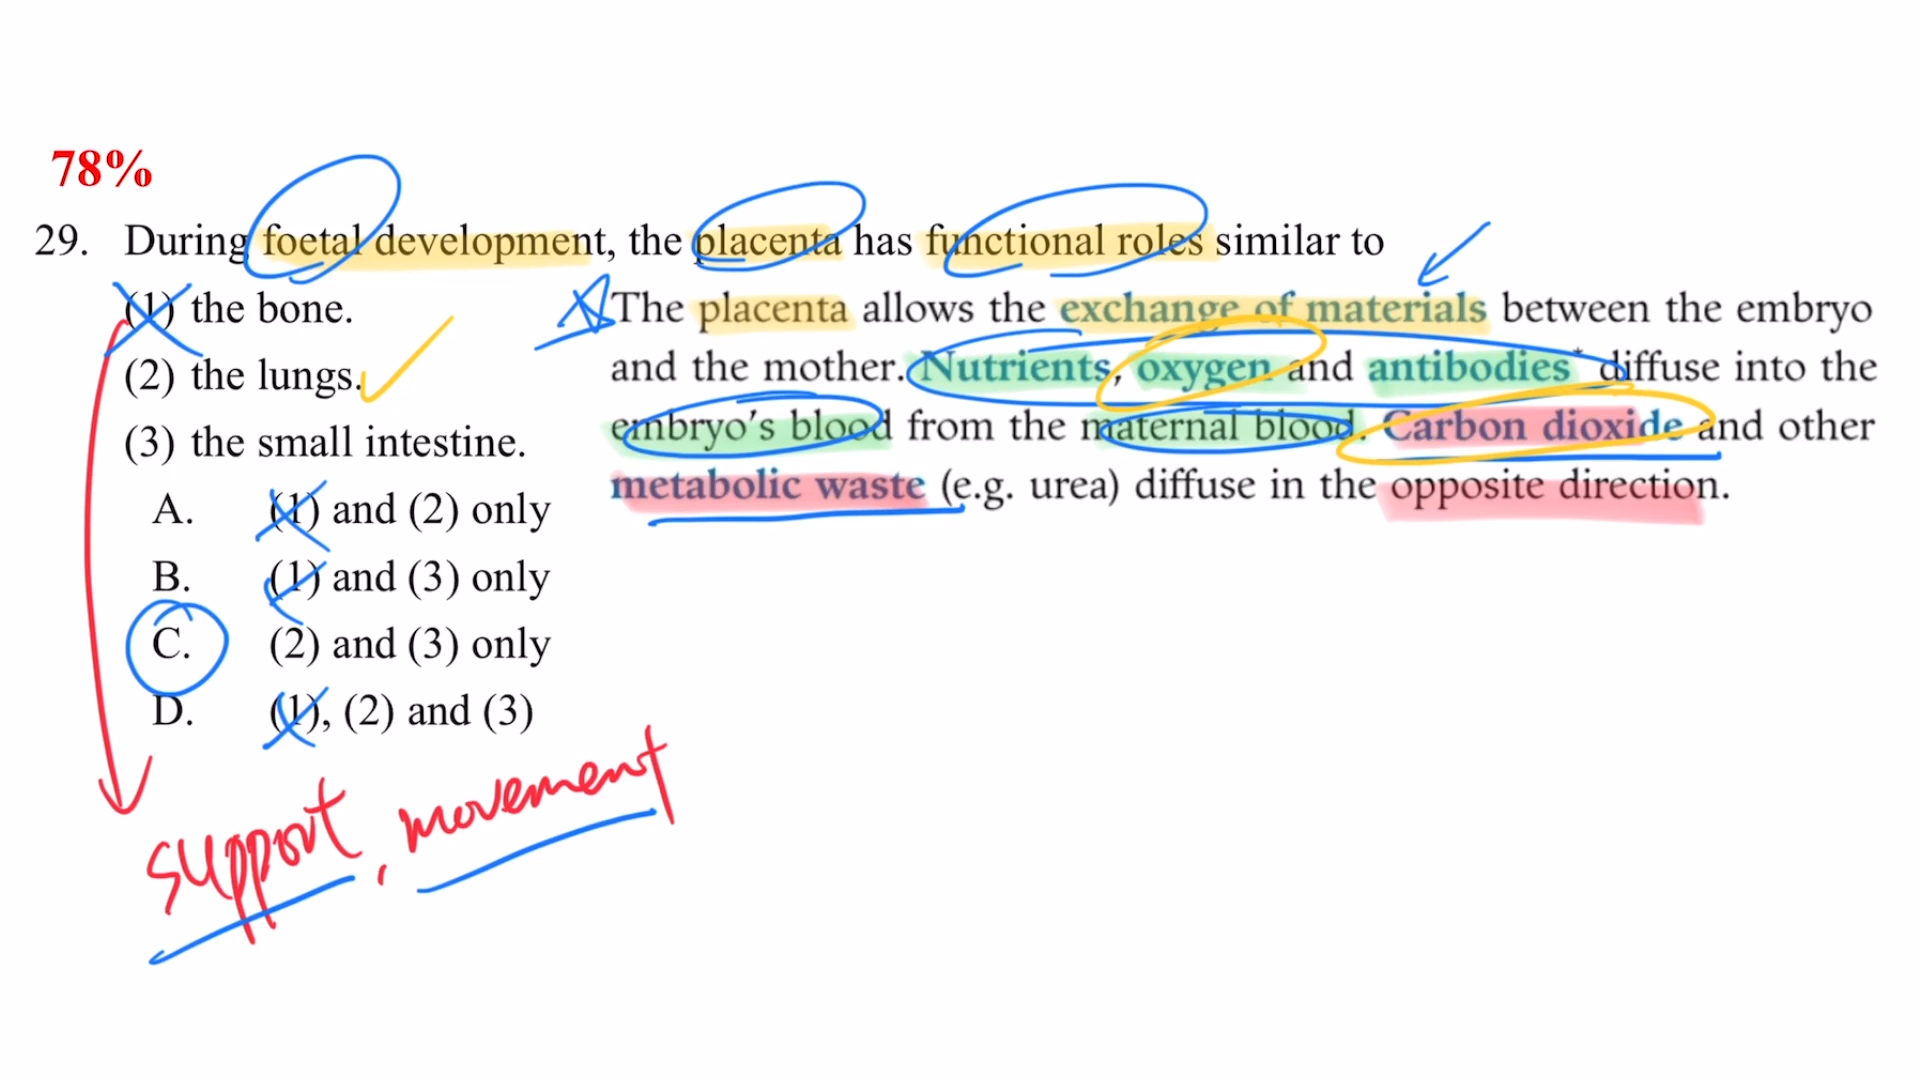 78%
29. During foetal development, the placenta has functional roles similar to
(1) the bone.
(2) the lungs.
(3) the small intestine.
A. (1) and (2) only
B. (1) and (3) only
C. (2) and (3) only
D. (1), (2) and (3)
The placenta allows the exchange of materials between the embryo
and the mother. Nutrients, oxygen and antibodies* diffuse into the
embryo's blood from the maternal blood. Carbon dioxide and other
metabolic waste (e.g. urea) diffuse in the opposite direction.
support, movement